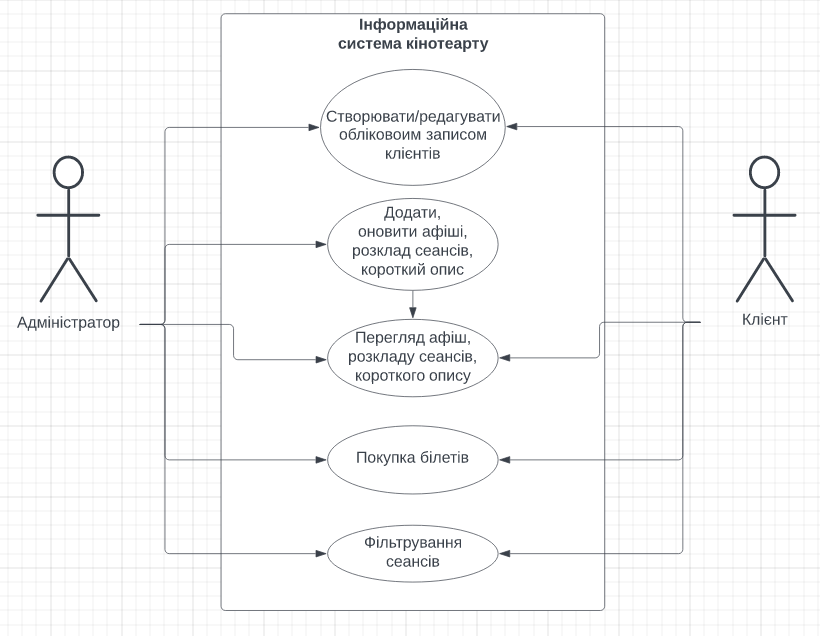 Інформаційна
система кінотеарту
Створювати/редагувати
обліковоим записом
клієнтів
Додати,
оновити афіші,
розклад сеансів,
короткий опис
Адміністратор
Клієнт
Перегляд афіш,
розкладу сеансів,
короткого опису
Покупка білетів
Фільтрування
сеансів